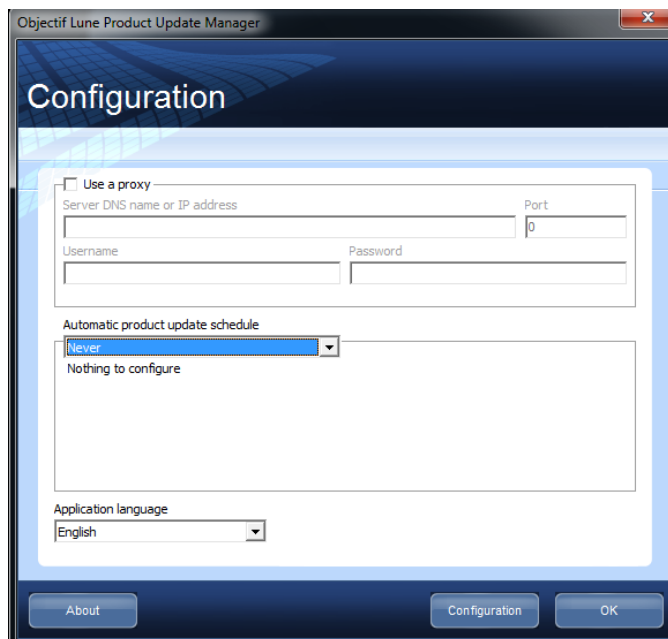 Objectif Lune Product Update Manager
Configuration
Use a proxy
Server DNS name or IP address Port
0
Username Password
Automatic product update schedule
Never
Nothing to configure
Application language
English
About Configuration OK